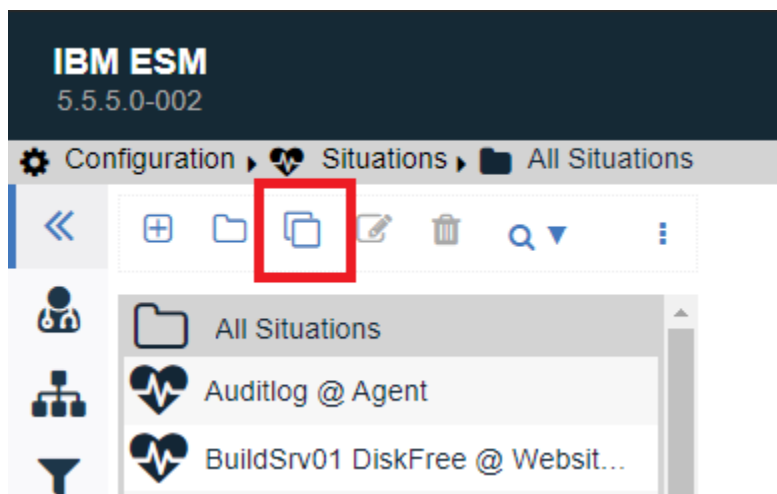 IBM ESM
5.5.5.0-002
Configuration Situations All Situations
All Situations
Auditlog @ Agent
BuildSrv01 DiskFree @ Websit...